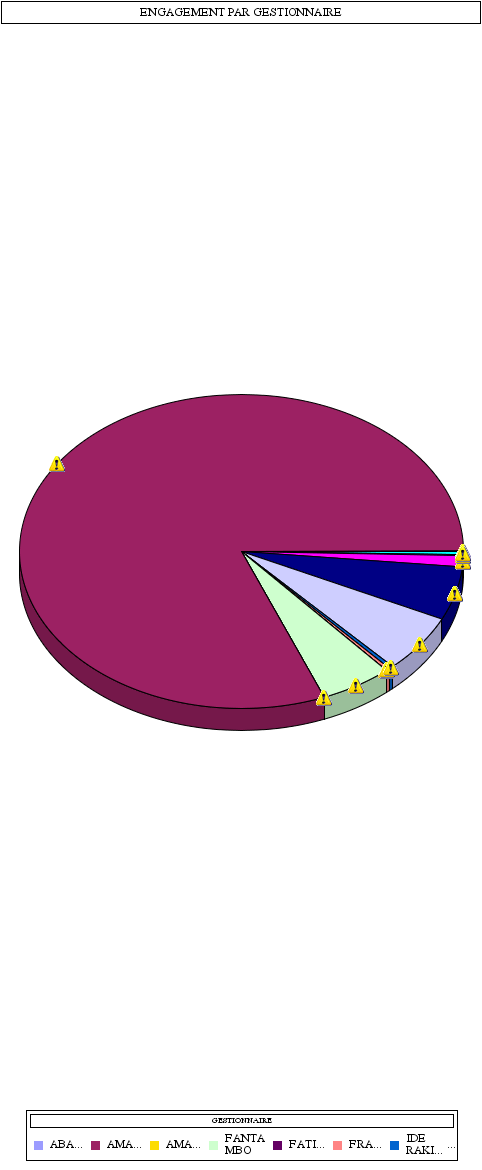 ENGAGEMENT PAR GESTIONNAIRE
GESTIONNAIRE
ABA... AMA... AMA... FANTA MBO FATI... FRA... IDE RAKI... ...